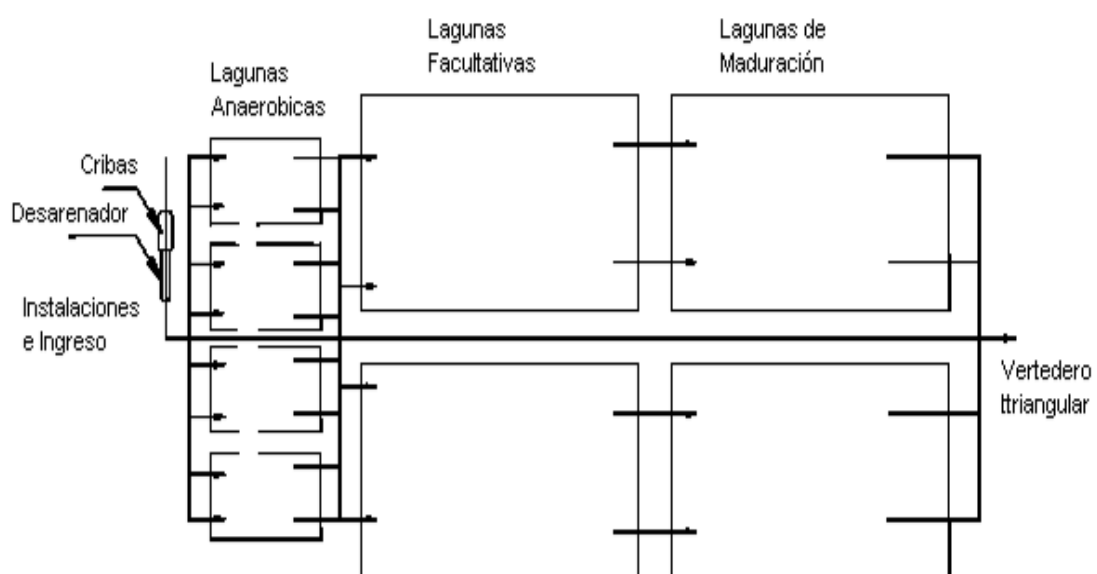 Lagunas
Facultativas
Lagunas de
Maduración
Lagunas
Anaerobicas
Cribas
Desarenador
Instalaciones
e Ingreso
Vertedero
ttriangular